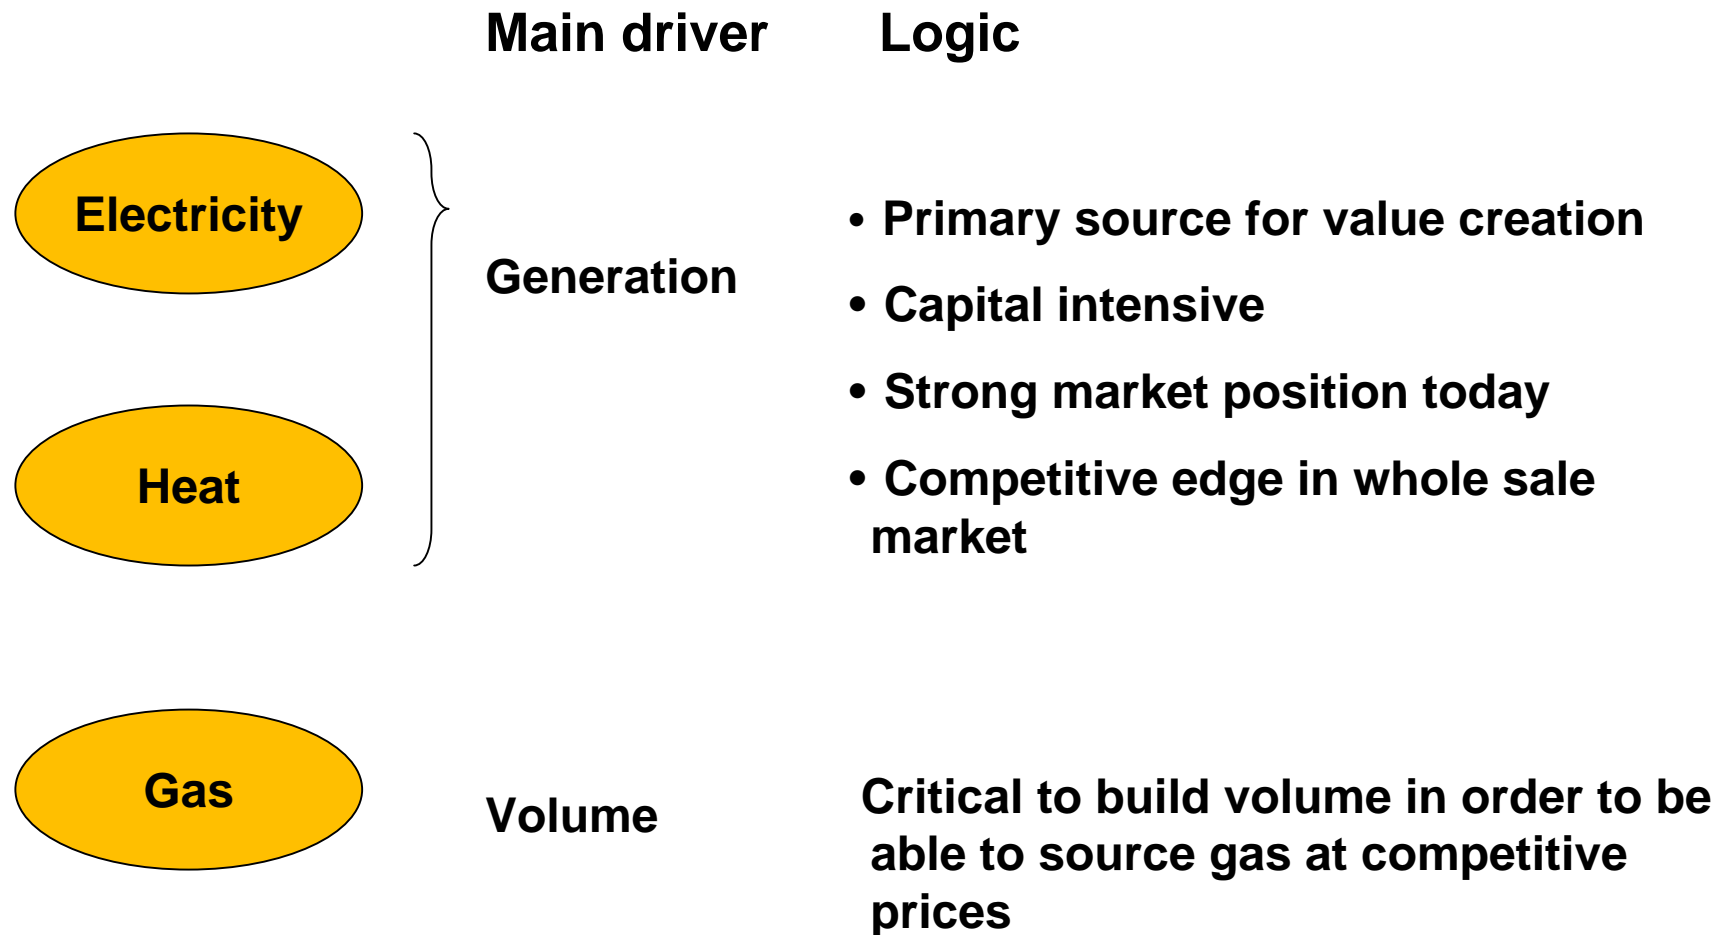 Main driver Logic
Electricity
Generation
Heat
• Primary source for value creation
• Capital intensive
• Strong market position today
• Competitive edge in whole sale
market
Gas
Volume
Critical to build volume in order to be
able to source gas at competitive
prices